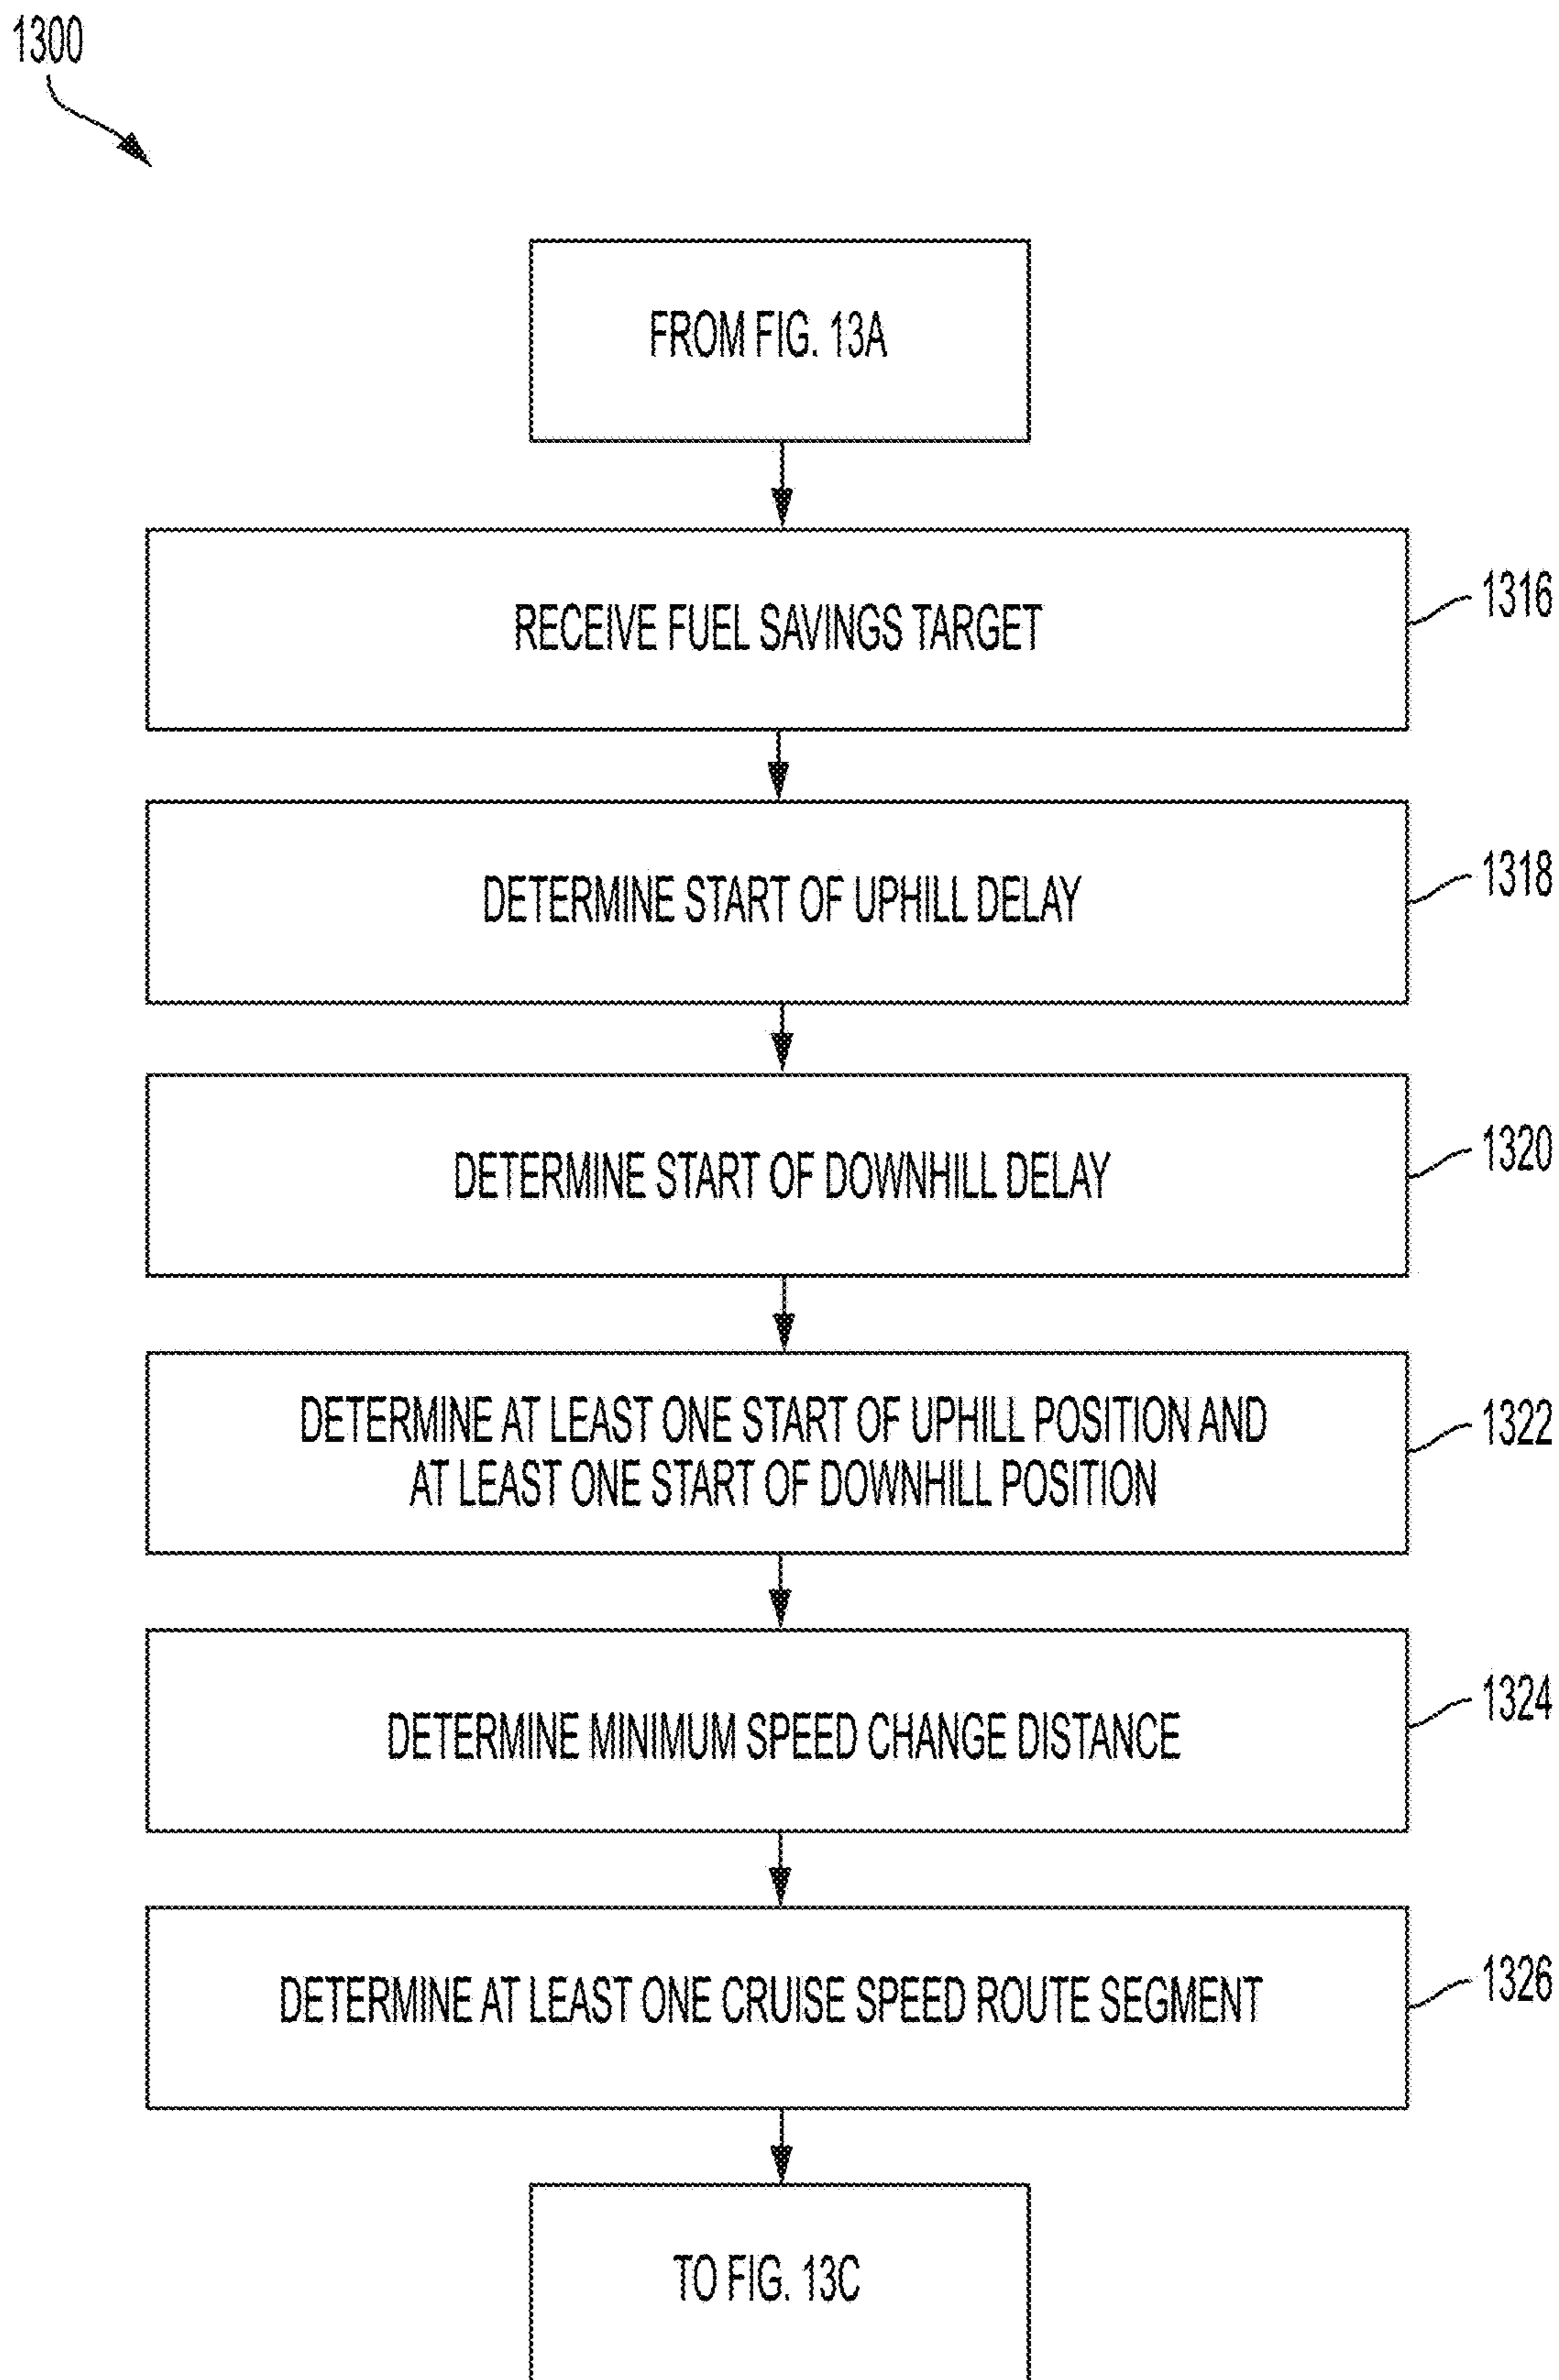 1300
FROM FIG. 13A
RECEIVE FUEL SAVINGS TARGET
1316
DETERMINE START OF UPHILL DELAY
1318
DETERMINE START OF DOWNHILL DELAY
1320
DETERMINE AT LEAST ONE START OF UPHILL POSITION AND
AT LEAST ONE START OF DOWNHILL POSITION
1322
DETERMINE MINIMUM SPEED CHANGE DISTANCE
1324
DETERMINE AT LEAST ONE CRUISE SPEED ROUTE SEGMENT
1326
TO FIG. 13C